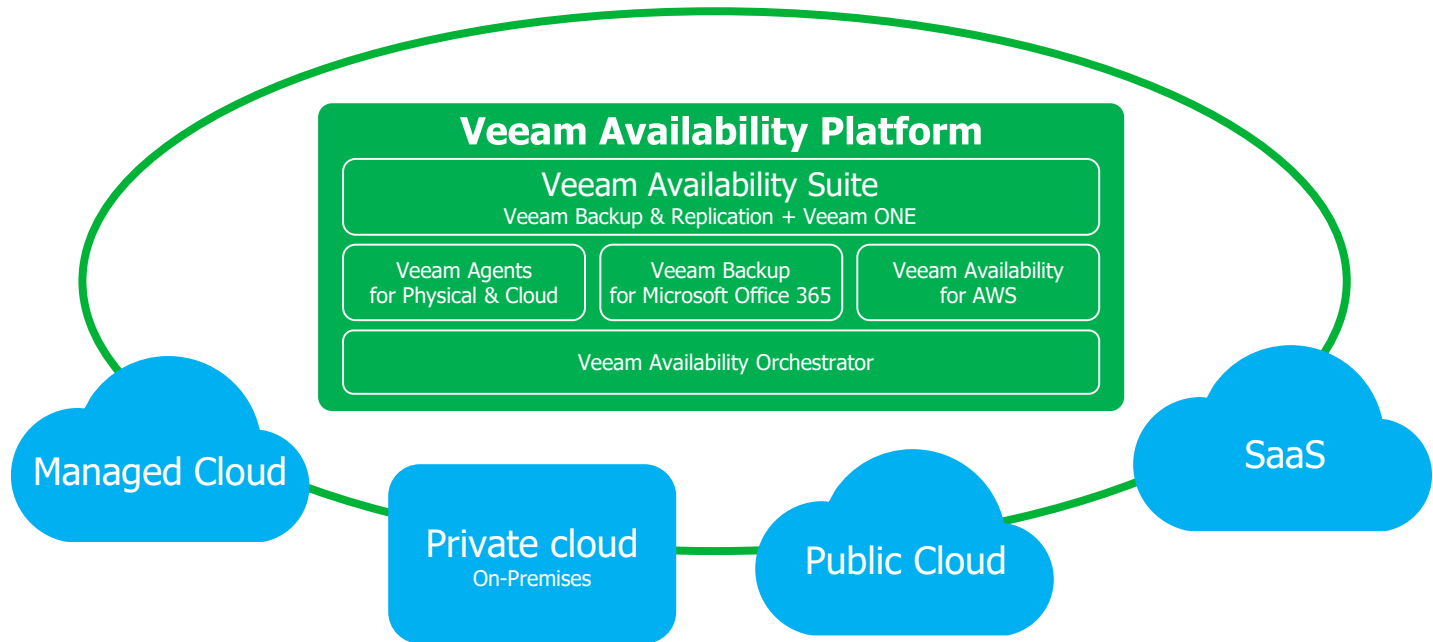 Veeam Availability Platform
Veeam Availability Suite
Veeam Backup & Replication + Veeam ONE
Veeam Agents
for Physical & Cloud
Veeam Backup
for Microsoft Office 365
Veeam Availability
for AWS
Veeam Availability Orchestrator
Managed Cloud
Private cloud
On-Premises
Public Cloud
SaaS